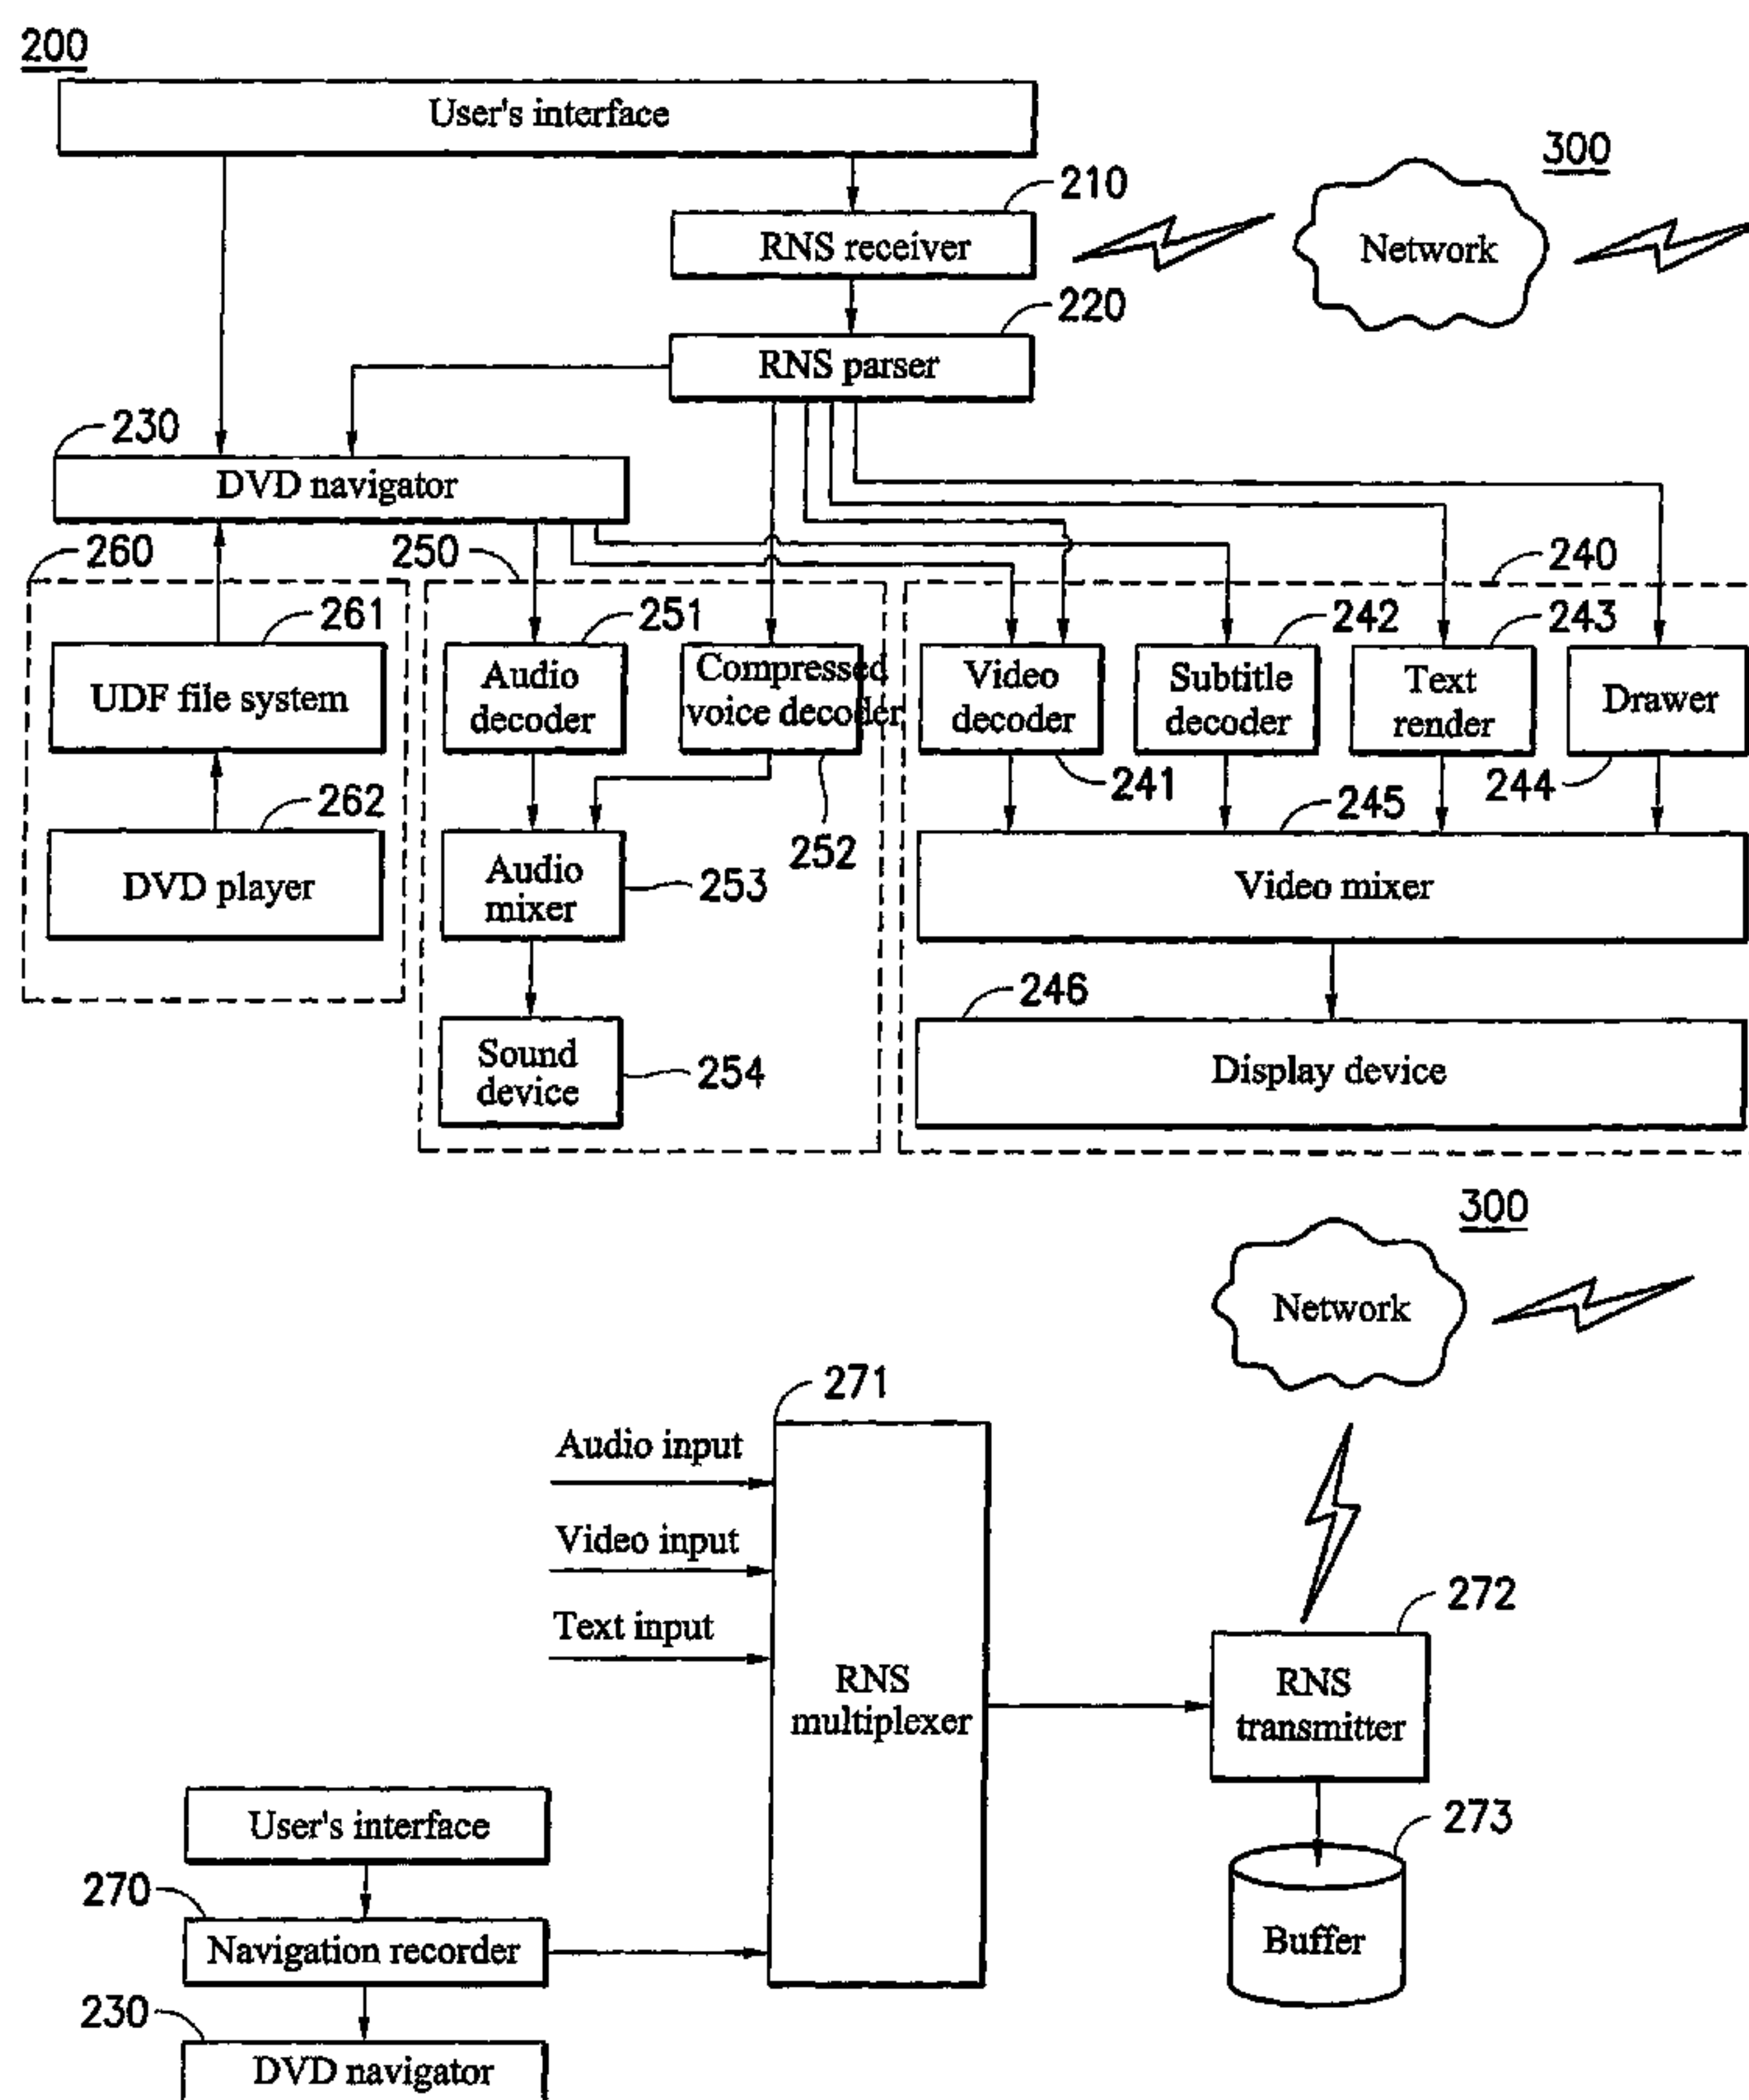 200
User's interface
300
210
RNS receiver
Network
220
RNS parser
230
DVD navigator
260
250
240
261
251
242
243
UDF file system
Audio
decoder
Compressed
voice decoder
Video
decoder
Subtitle
decoder
Text
render
Drawer
262
252
241
245
244
DVD player
Audio
mixer
253
Video mixer
246
Sound
device
254
Display device
300
Network
271
Audio input
Video input
Text input
272
RNS
multiplexer
RNS
transmitter
User's interface
273
270
Navigation recorder
Buffer
230
DVD navigator